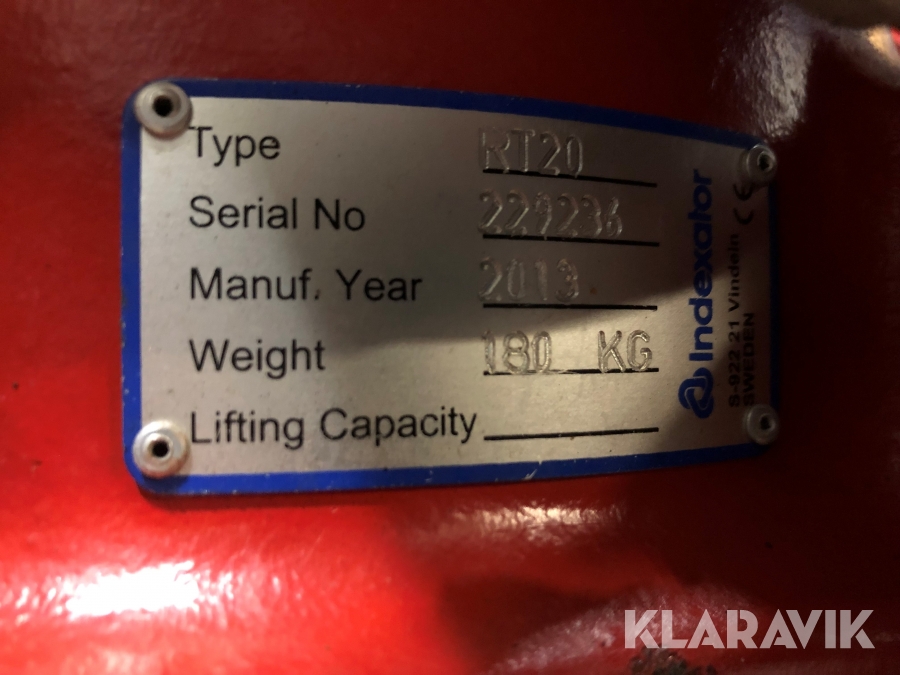 Type RT20
Serial No 229236
Manuf. Year 2013
Weight 180 KG
Lifting Capacity
Indexator
S-922 21 Vindeln CE
SWEDEN
KLARAVIK